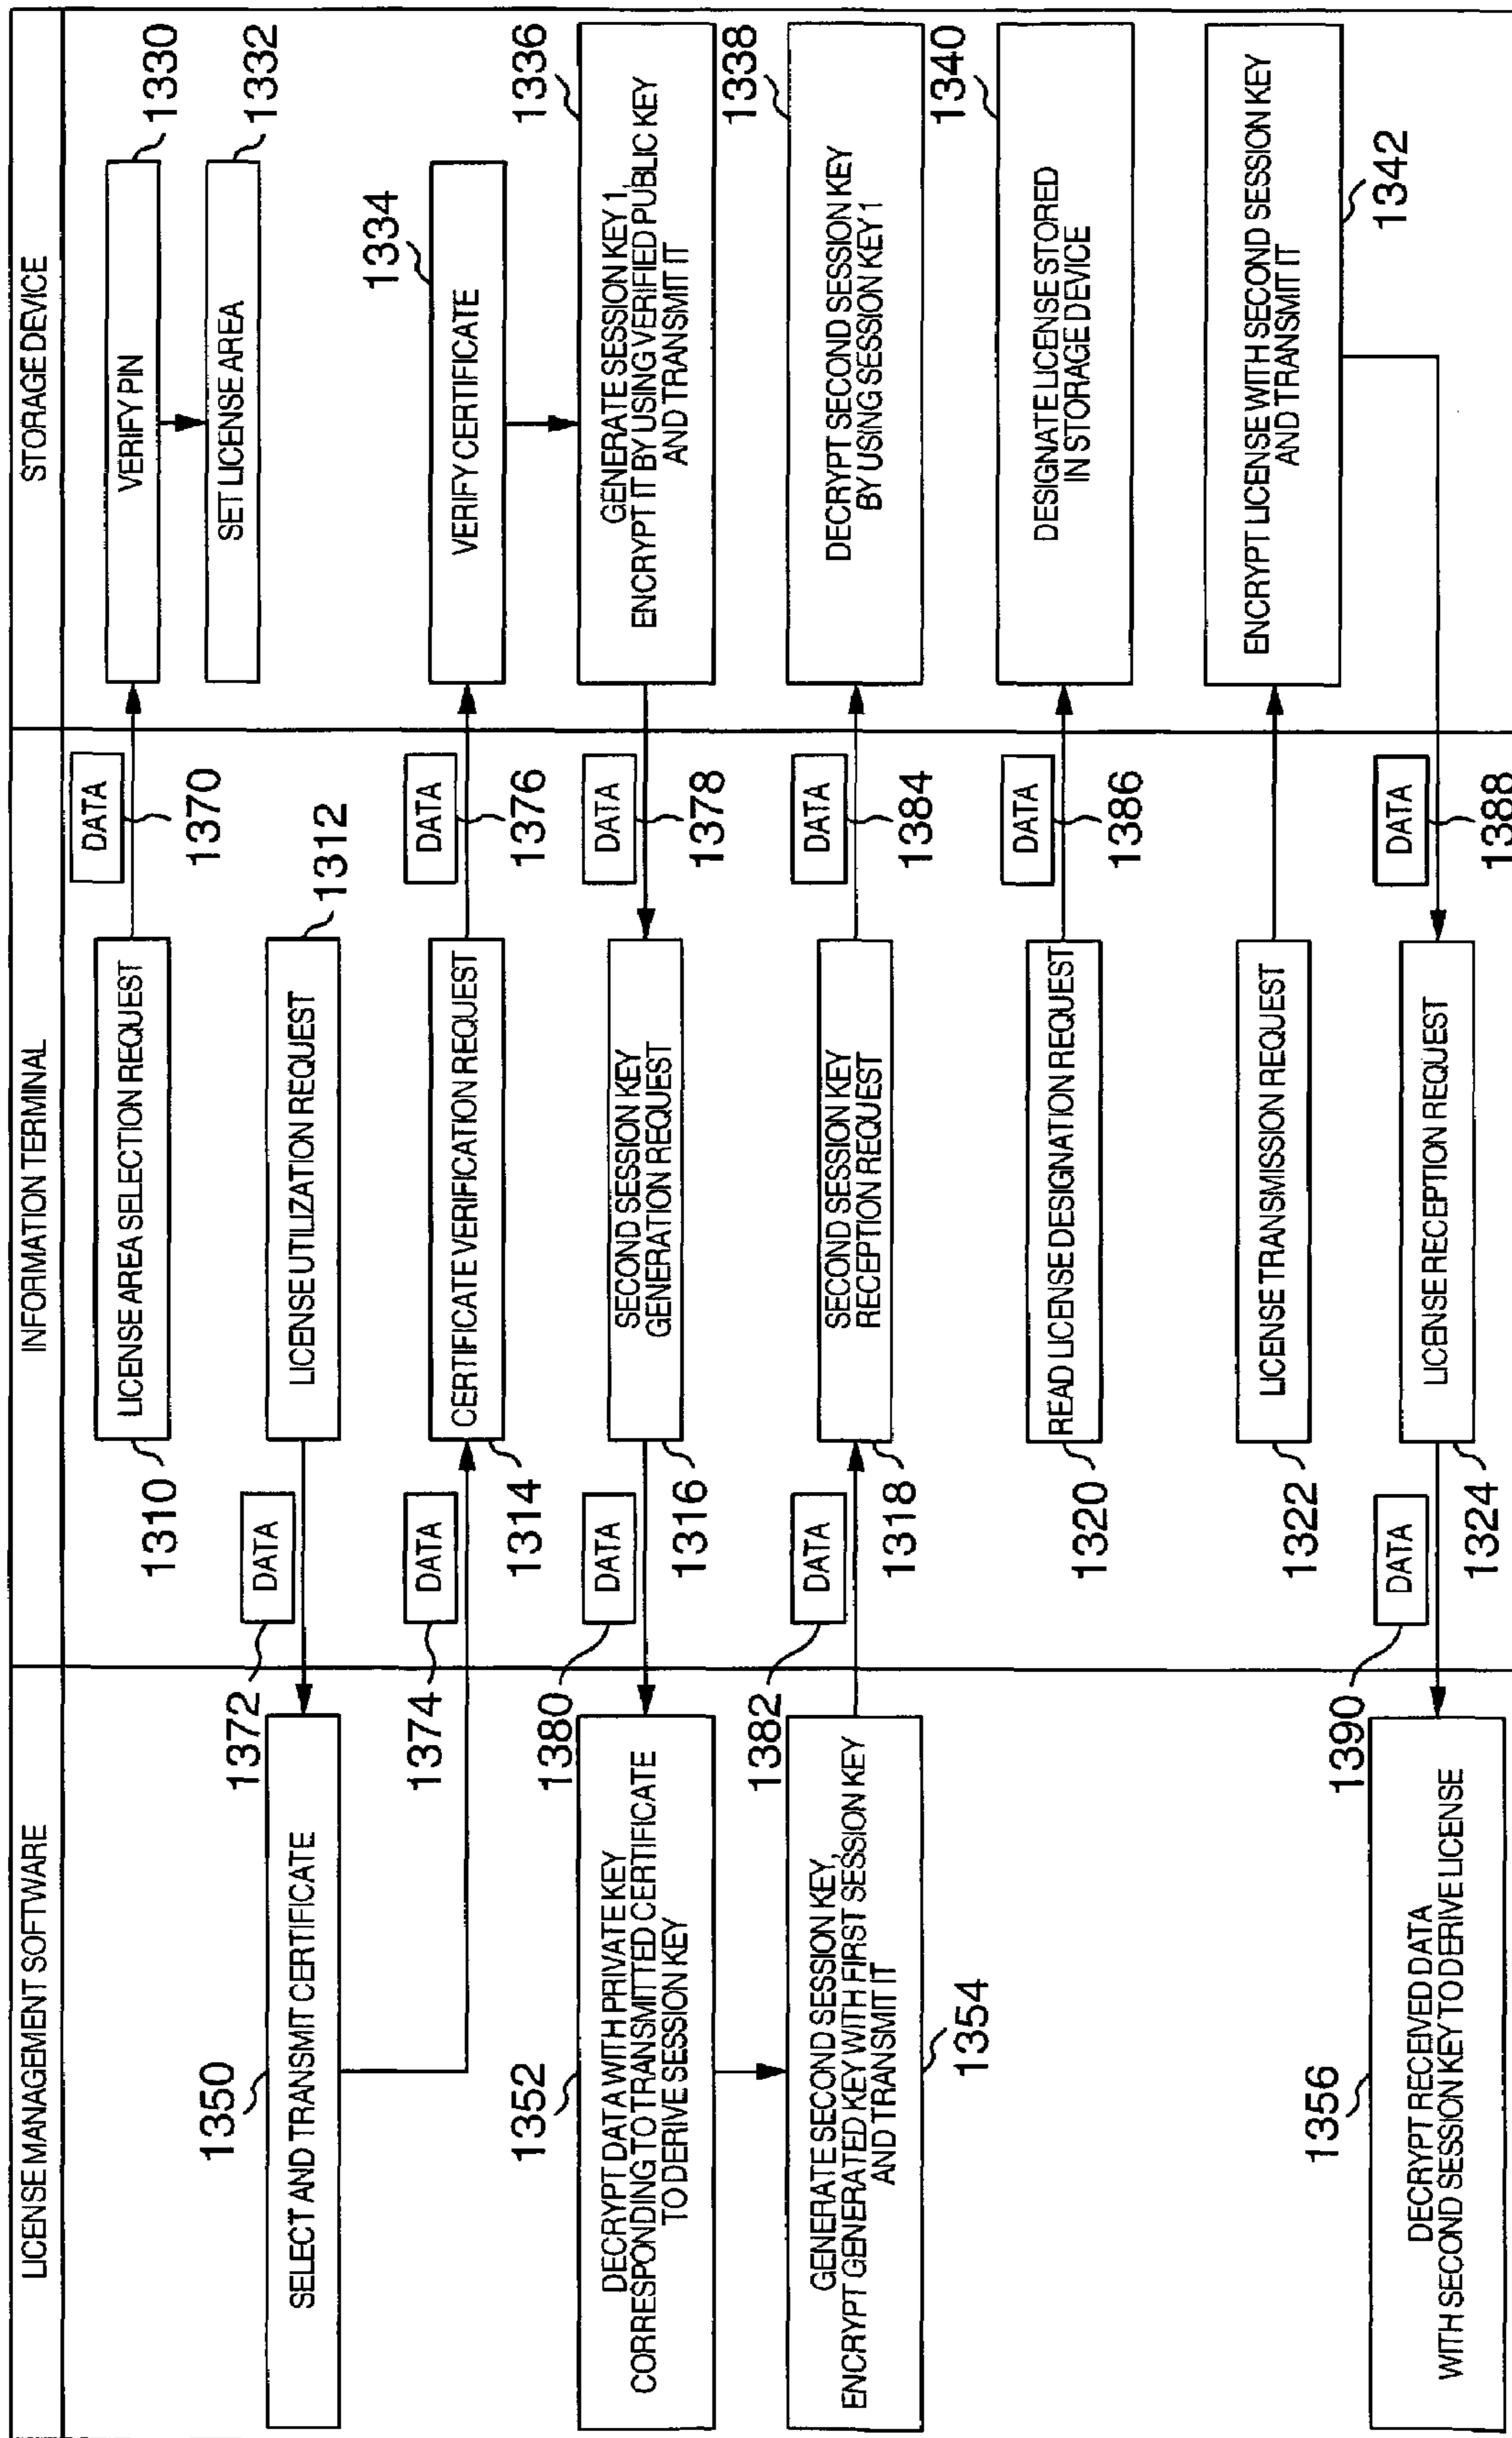 LICENSE MANAGEMENT SOFTWARE
INFORMATION TERMINAL
STORAGE DEVICE
1310
LICENSE AREA SELECTION REQUEST
DATA
1370
VERIFY PIN
1330
SET LICENSE AREA
1332
1350
SELECT AND TRANSMIT CERTIFICATE
1372
DATA
LICENSE UTILIZATION REQUEST
1312
1374
DATA
1314
CERTIFICATE VERIFICATION REQUEST
DATA
1376
VERIFY CERTIFICATE
1334
1352
DECRYPT DATA WITH PRIVATE KEY
CORRESPONDING TO TRANSMITTED CERTIFICATE
TO DERIVE SESSION KEY
1380
DATA
1316
SECOND SESSION KEY
GENERATION REQUEST
DATA
1378
GENERATE SESSION KEY 1,
ENCRYPT IT BY USING VERIFIED PUBLIC KEY
AND TRANSMIT IT
1336
GENERATE SECOND SESSION KEY,
ENCRYPT GENERATED KEY WITH FIRST SESSION KEY
AND TRANSMIT IT
1354
1382
DATA
1318
SECOND SESSION KEY
RECEPTION REQUEST
DATA
1384
DECRYPT SECOND SESSION KEY
BY USING SESSION KEY 1
1338
1320
READ LICENSE DESIGNATION REQUEST
DATA
1386
DESIGNATE LICENSE STORED
IN STORAGE DEVICE
1340
1322
LICENSE TRANSMISSION REQUEST
ENCRYPT LICENSE WITH SECOND SESSION KEY
AND TRANSMIT IT
1342
1356
DECRYPT RECEIVED DATA
WITH SECOND SESSION KEY TO DERIVE LICENSE
1390
DATA
1324
LICENSE RECEPTION REQUEST
DATA
1388